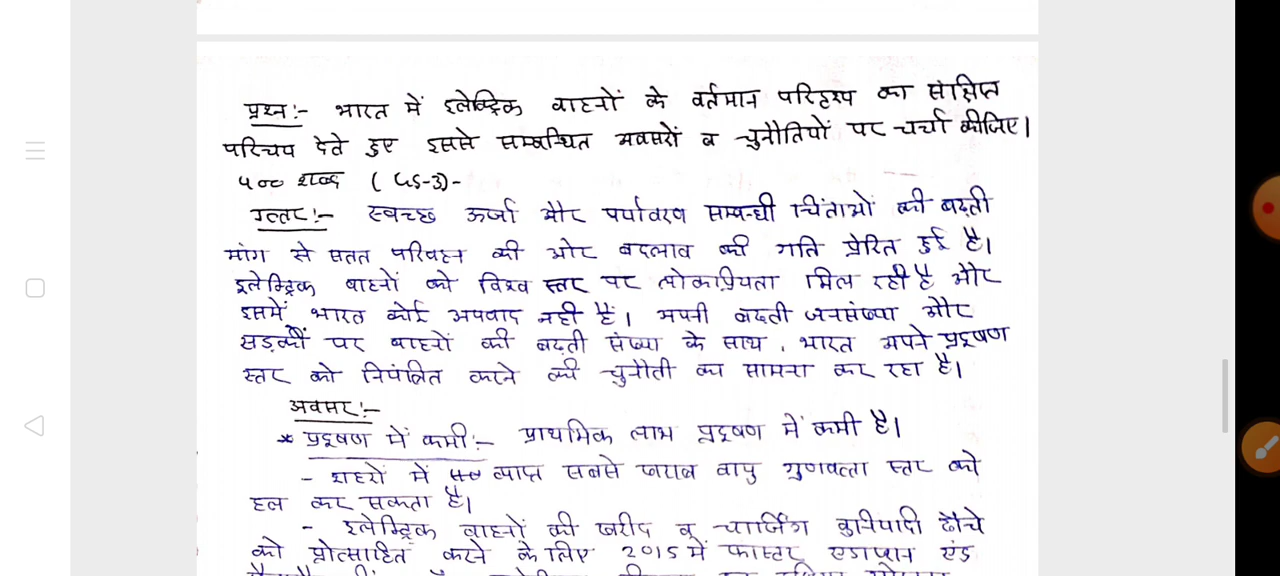 प्रश्न:- भारत में इलेक्ट्रिक वाहनों के वर्तमान परिदृश्य का संक्षिप्त
परिचय देते हुए इससे सम्बन्धित अवसरों व चुनौतियों पर चर्चा कीजिए।
५०० शब्द (GS-3)-
उत्तर:- स्वच्छ ऊर्जा और पर्यावरण सम्बन्धी चिंताओं की बढ़ती
मांग से सतत परिवहन की ओर बदलाव की गति प्रेरित हुई है।
इलेक्ट्रिक वाहनों को विश्व स्तर पर लोकप्रियता मिल रही है और
इसमें भारत कोई अपवाद नहीं है। अपनी बढ़ती जनसंख्या और
सड़कों पर वाहनों की बढ़ती संख्या के साथ, भारत अपने प्रदूषण
स्तर को नियंत्रित करने की चुनौती का सामना कर रहा है।
अवसर:-
* प्रदूषण में कमी:- प्राथमिक लाभ प्रदूषण में कमी है।
- शहरों में व्याप्त सबसे खराब वायु गुणवत्ता स्तर को
हल कर सकता है।
- इलेक्ट्रिक वाहनों की खरीद व चार्जिंग बुनियादी ढाँचे
को प्रोत्साहित करने के लिए 2015 में फास्टर एडाप्शन एंड